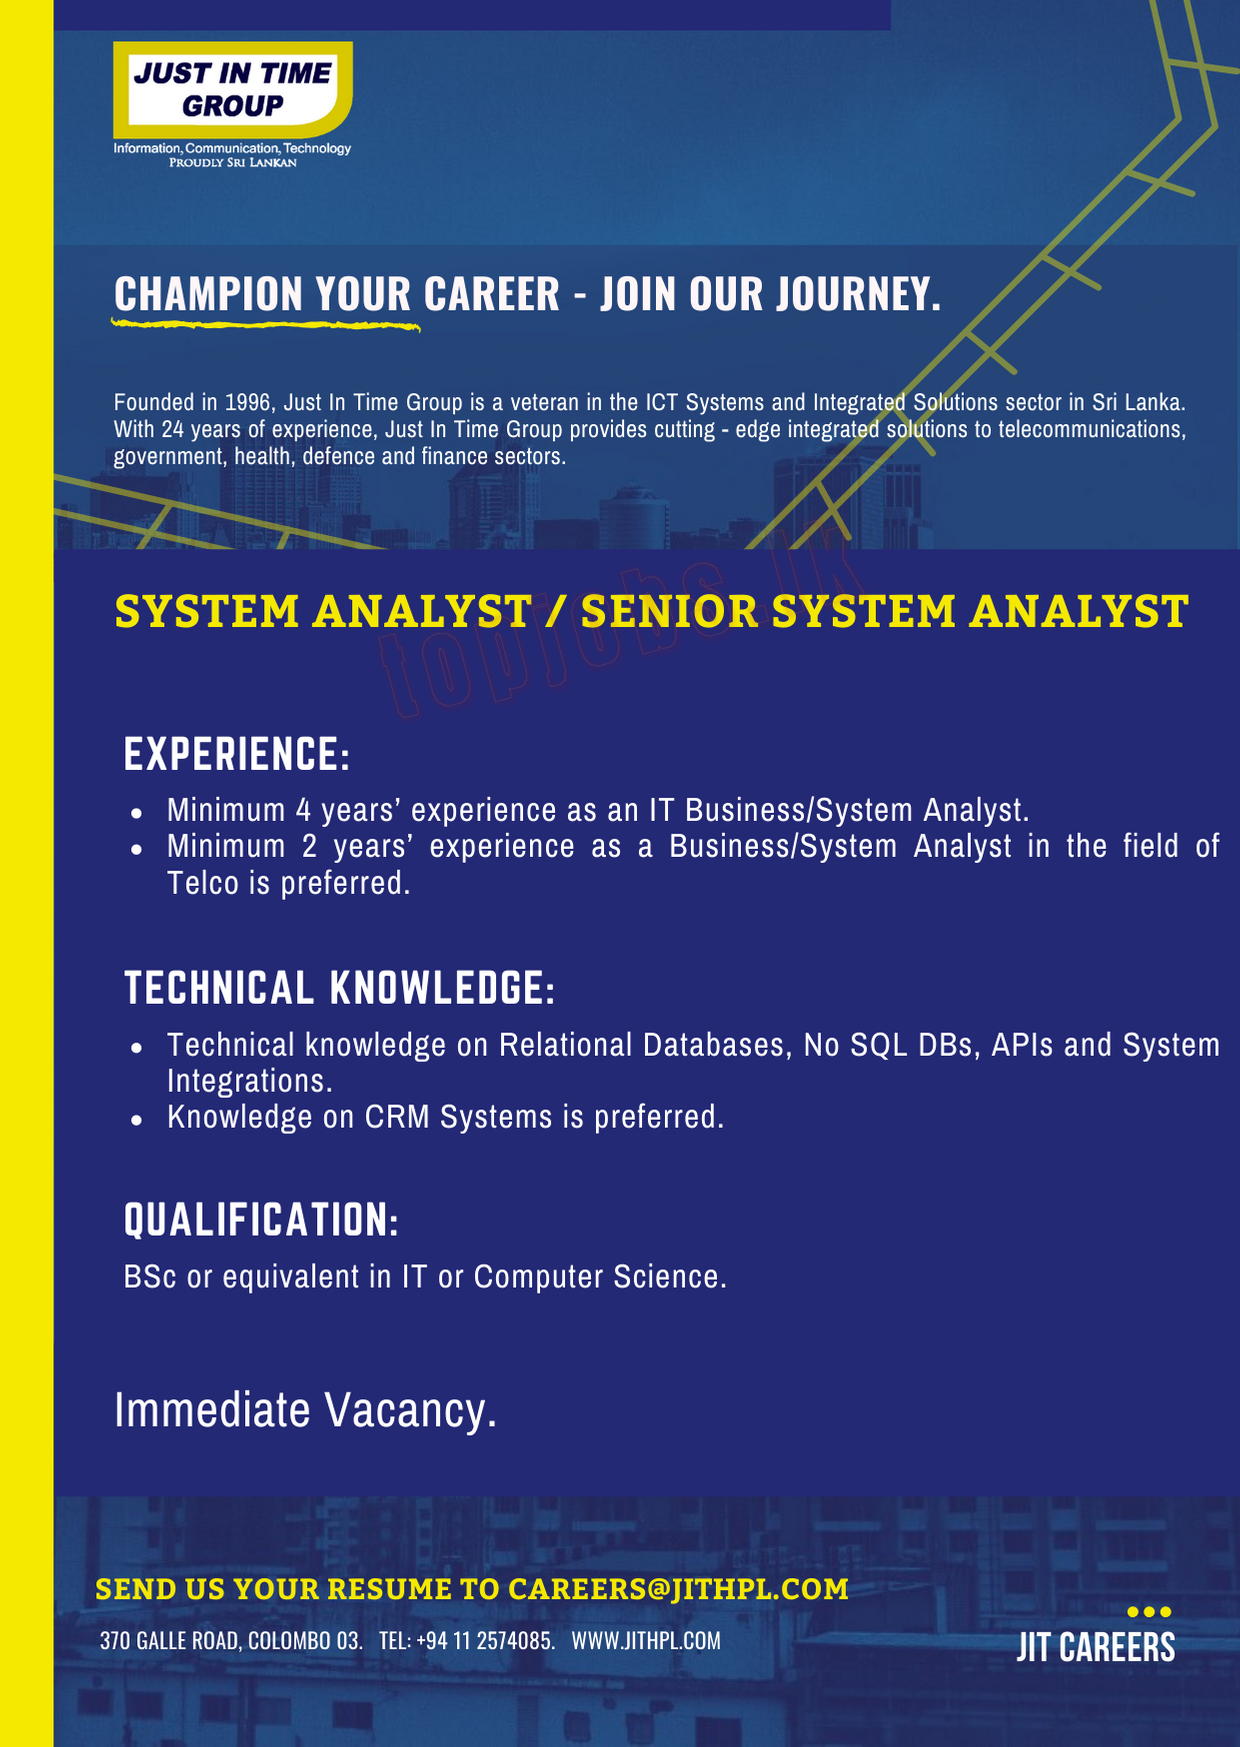 JUST IN TIME
GROUP
Information, Communication, Technology
PROUDLY SRI LANKAN
CHAMPION YOUR CAREER - JOIN OUR JOURNEY.
Founded in 1996, Just In Time Group is a veteran in the ICT Systems and Integrated Solutions sector in Sri Lanka.
With 24 years of experience, Just In Time Group provides cutting - edge integrated solutions to telecommunications,
government, health, defence and finance sectors.
topjobs.lk
SYSTEM ANALYST / SENIOR SYSTEM ANALYST
EXPERIENCE:
• Minimum 4 years’ experience as an IT Business/System Analyst.
• Minimum 2 years’ experience as a Business/System Analyst in the field of
Telco is preferred.
TECHNICAL KNOWLEDGE:
• Technical knowledge on Relational Databases, No SQL DBs, APIs and System
Integrations.
• Knowledge on CRM Systems is preferred.
QUALIFICATION:
BSc or equivalent in IT or Computer Science.
Immediate Vacancy.
SEND US YOUR RESUME TO CAREERS@JITHPL.COM
370 GALLE ROAD, COLOMBO 03. TEL: +94 11 2574085. WWW.JITHPL.COM
JIT CAREERS